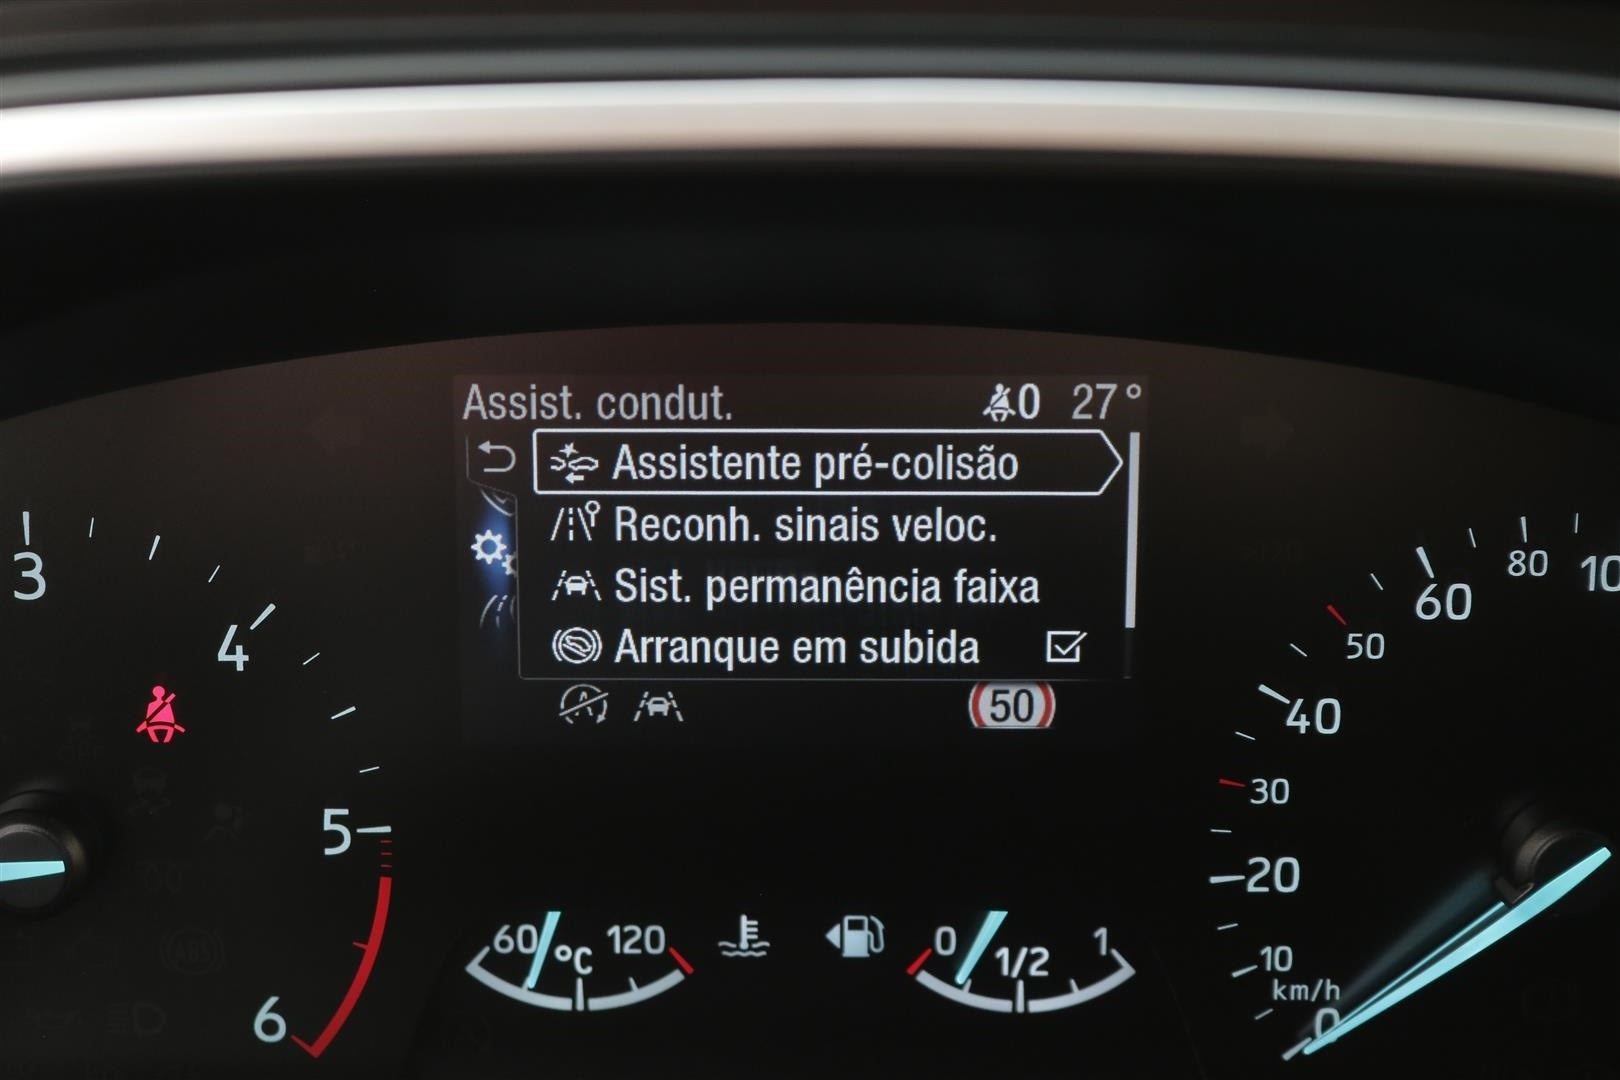 Assist. condut. 0 27°
Assistente pré-colisão
Reconh. sinais veloc.
Sist. permanência faixa
Arranque em subida
50
3
4
5
6
60 °C 120
0 1/2 1
10
80
60
50
40
30
20
10
km/h
0
ABS